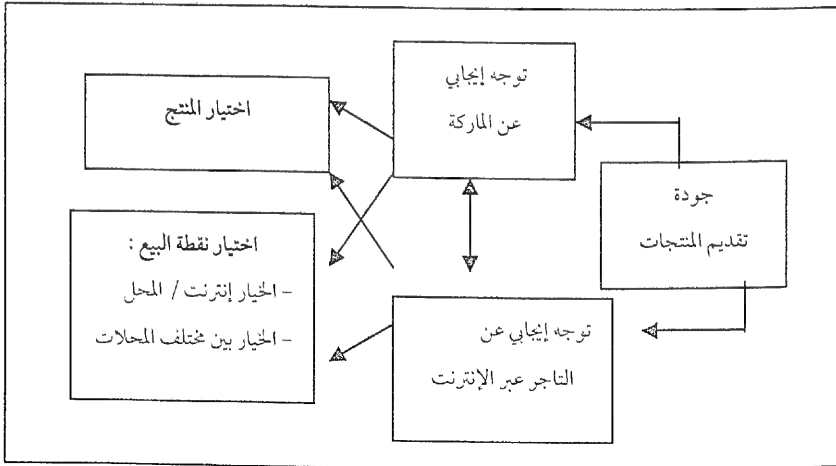 توجه إيجابي
عن الماركة
اختيار المنتج
جودة
تقديم المنتجات
اختيار نقطة البيع :
– الخيار إنترنت / المحل
– الخيار بين مختلف المحلات
توجه إيجابي عن
التاجر عبر الإنترنت